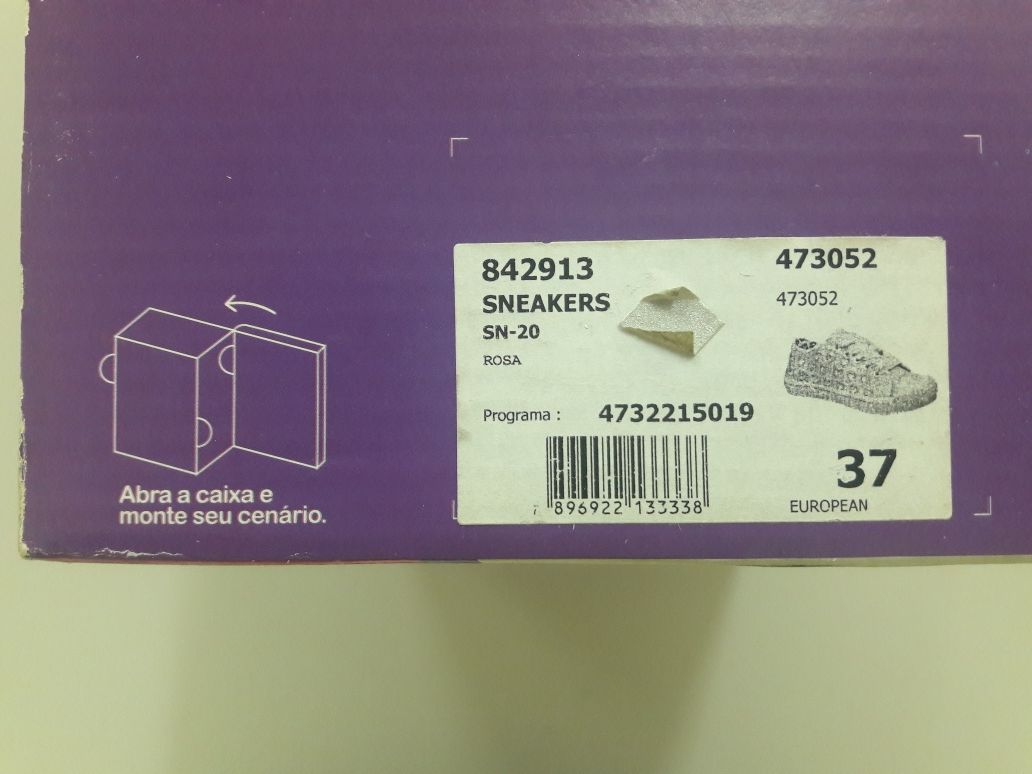 842913
SNEAKERS
SN-20
ROSA
473052
473052
Programa : 4732215019
7 896922 133338
37
EUROPEAN
Abra a caixa e
monte seu cenário.